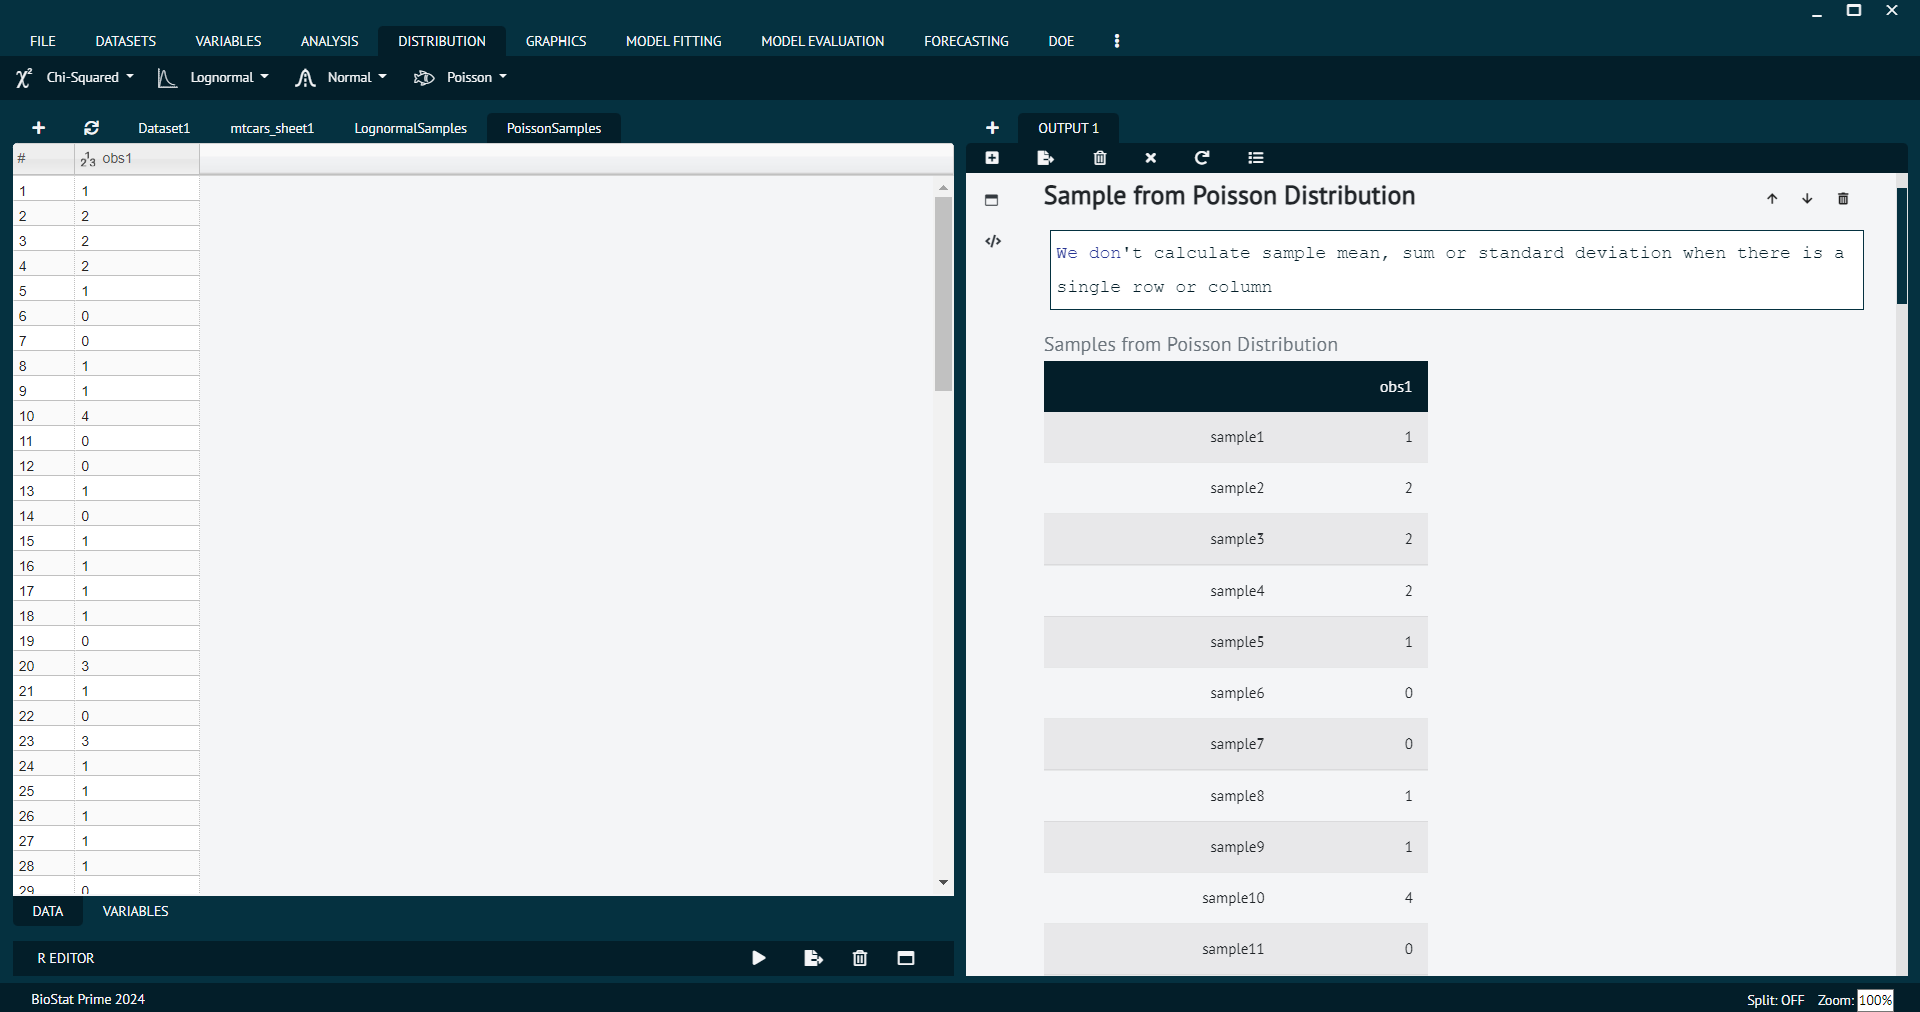 FILE DATASETS VARIABLES ANALYSIS DISTRIBUTION GRAPHICS MODEL FITTING MODEL EVALUATION FORECASTING DOE
χ² Chi-Squared Lognormal Normal Poisson
Dataset1 mtcars_sheet1 LognormalSamples PoissonSamples
# 123 obs1
1 1
2 2
3 2
4 2
5 1
6 0
7 0
8 1
9 1
10 4
11 0
12 0
13 1
14 0
15 1
16 1
17 1
18 1
19 0
20 3
21 1
22 0
23 3
24 1
25 1
26 1
27 1
28 1
29 0
DATA VARIABLES
R EDITOR
OUTPUT 1
Sample from Poisson Distribution
We don't calculate sample mean, sum or standard deviation when there is a
single row or column
Samples from Poisson Distribution
obs1
sample1 1
sample2 2
sample3 2
sample4 2
sample5 1
sample6 0
sample7 0
sample8 1
sample9 1
sample10 4
sample11 0
BioStat Prime 2024
Split: OFF Zoom: 100%